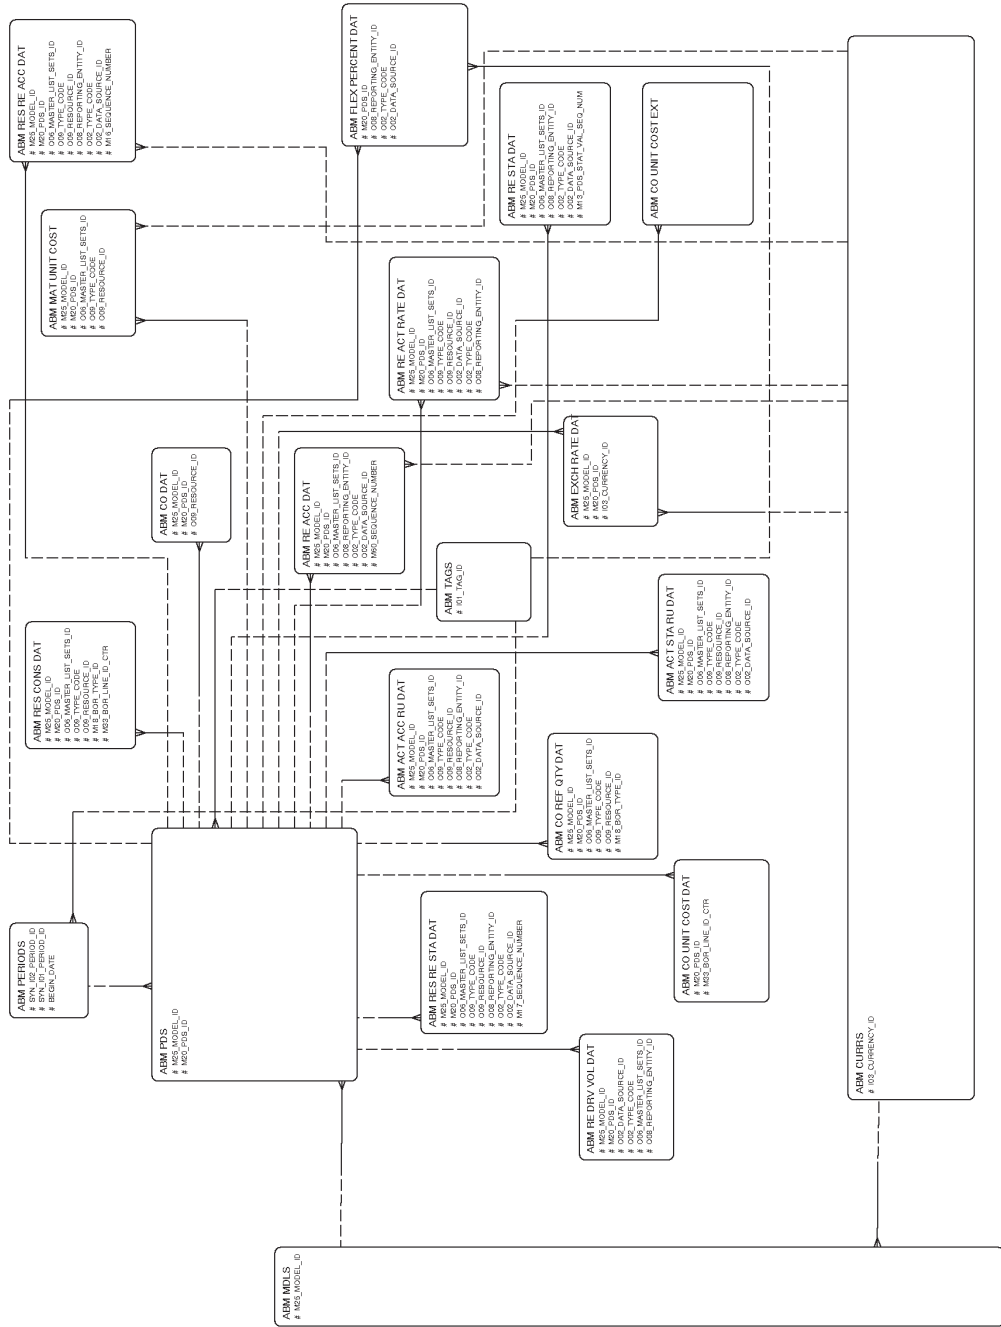 ABM RES RE ACC DAT
# M25_MODEL_ID
# M20_PDS_ID
# O06_MASTER_LIST_SETS_ID
# O09_TYPE_CODE
# O09_RESOURCE_ID
# O08_REPORTING_ENTITY_ID
# O02_TYPE_CODE
# O02_DATA_SOURCE_ID
# M16_SEQUENCE_NUMBER
ABM MAT UNIT COST
# M25_MODEL_ID
# M20_PDS_ID
# O06_MASTER_LIST_SETS_ID
# O09_TYPE_CODE
# O09_RESOURCE_ID
ABM FLEX PERCENT DAT
# M20_PDS_ID
# O08_REPORTING_ENTITY_ID
# O02_TYPE_CODE
# O02_DATA_SOURCE_ID
ABM RE STA DAT
# M25_MODEL_ID
# M20_PDS_ID
# O06_MASTER_LIST_SETS_ID
# O08_REPORTING_ENTITY_ID
# O02_TYPE_CODE
# O02_DATA_SOURCE_ID
# M13_PDS_STAT_VAL_SEQ_NUM
ABM CO UNIT COST EXT
ABM RE ACT RATE DAT
# M25_MODEL_ID
# M20_PDS_ID
# O06_MASTER_LIST_SETS_ID
# O09_TYPE_CODE
# O09_RESOURCE_ID
# O02_DATA_SOURCE_ID
# O02_TYPE_CODE
# O08_REPORTING_ENTITY_ID
ABM CO DAT
# M25_MODEL_ID
# M20_PDS_ID
# O09_RESOURCE_ID
ABM RE ACC DAT
# M25_MODEL_ID
# M20_PDS_ID
# O06_MASTER_LIST_SETS_ID
# O08_REPORTING_ENTITY_ID
# O02_TYPE_CODE
# O02_DATA_SOURCE_ID
# M60_SEQUENCE_NUMBER
ABM EXCH RATE DAT
# M25_MODEL_ID
# M20_PDS_ID
# I03_CURRENCY_ID
ABM TAGS
# I01_TAG_ID
ABM RES CONS DAT
# M25_MODEL_ID
# M20_PDS_ID
# O06_MASTER_LIST_SETS_ID
# O09_TYPE_CODE
# O09_RESOURCE_ID
# M18_BOR_TYPE_ID
# M33_BOR_LINE_ID_CTR
ABM ACT ACC RU DAT
# M25_MODEL_ID
# M20_PDS_ID
# O06_MASTER_LIST_SETS_ID
# O09_TYPE_CODE
# O09_RESOURCE_ID
# O08_REPORTING_ENTITY_ID
# O02_TYPE_CODE
# O02_DATA_SOURCE_ID
ABM ACT STA RU DAT
# M25_MODEL_ID
# M20_PDS_ID
# O06_MASTER_LIST_SETS_ID
# O09_TYPE_CODE
# O09_RESOURCE_ID
# O08_REPORTING_ENTITY_ID
# O02_TYPE_CODE
# O02_DATA_SOURCE_ID
ABM CO REF QTY DAT
# M25_MODEL_ID
# M20_PDS_ID
# O06_MASTER_LIST_SETS_ID
# O09_TYPE_CODE
# O09_RESOURCE_ID
# M18_BOR_TYPE_ID
ABM CO UNIT COST DAT
# M20_PDS_ID
# M33_BOR_LINE_ID_CTR
ABM PERIODS
# SYN_I02_PERIOD_ID
# SYN_I01_PERIOD_ID
# BEGIN_DATE
ABM PDS
# M25_MODEL_ID
# M20_PDS_ID
ABM RES RE STA DAT
# M25_MODEL_ID
# M20_PDS_ID
# O06_MASTER_LIST_SETS_ID
# O09_TYPE_CODE
# O09_RESOURCE_ID
# O08_REPORTING_ENTITY_ID
# O02_TYPE_CODE
# O02_DATA_SOURCE_ID
# M17_SEQUENCE_NUMBER
ABM RE DRV VOL DAT
# M25_MODEL_ID
# M20_PDS_ID
# O02_DATA_SOURCE_ID
# O02_TYPE_CODE
# O06_MASTER_LIST_SETS_ID
# O08_REPORTING_ENTITY_ID
ABM CURRS
# I03_CURRENCY_ID
ABM MDLS
# M25_MODEL_ID